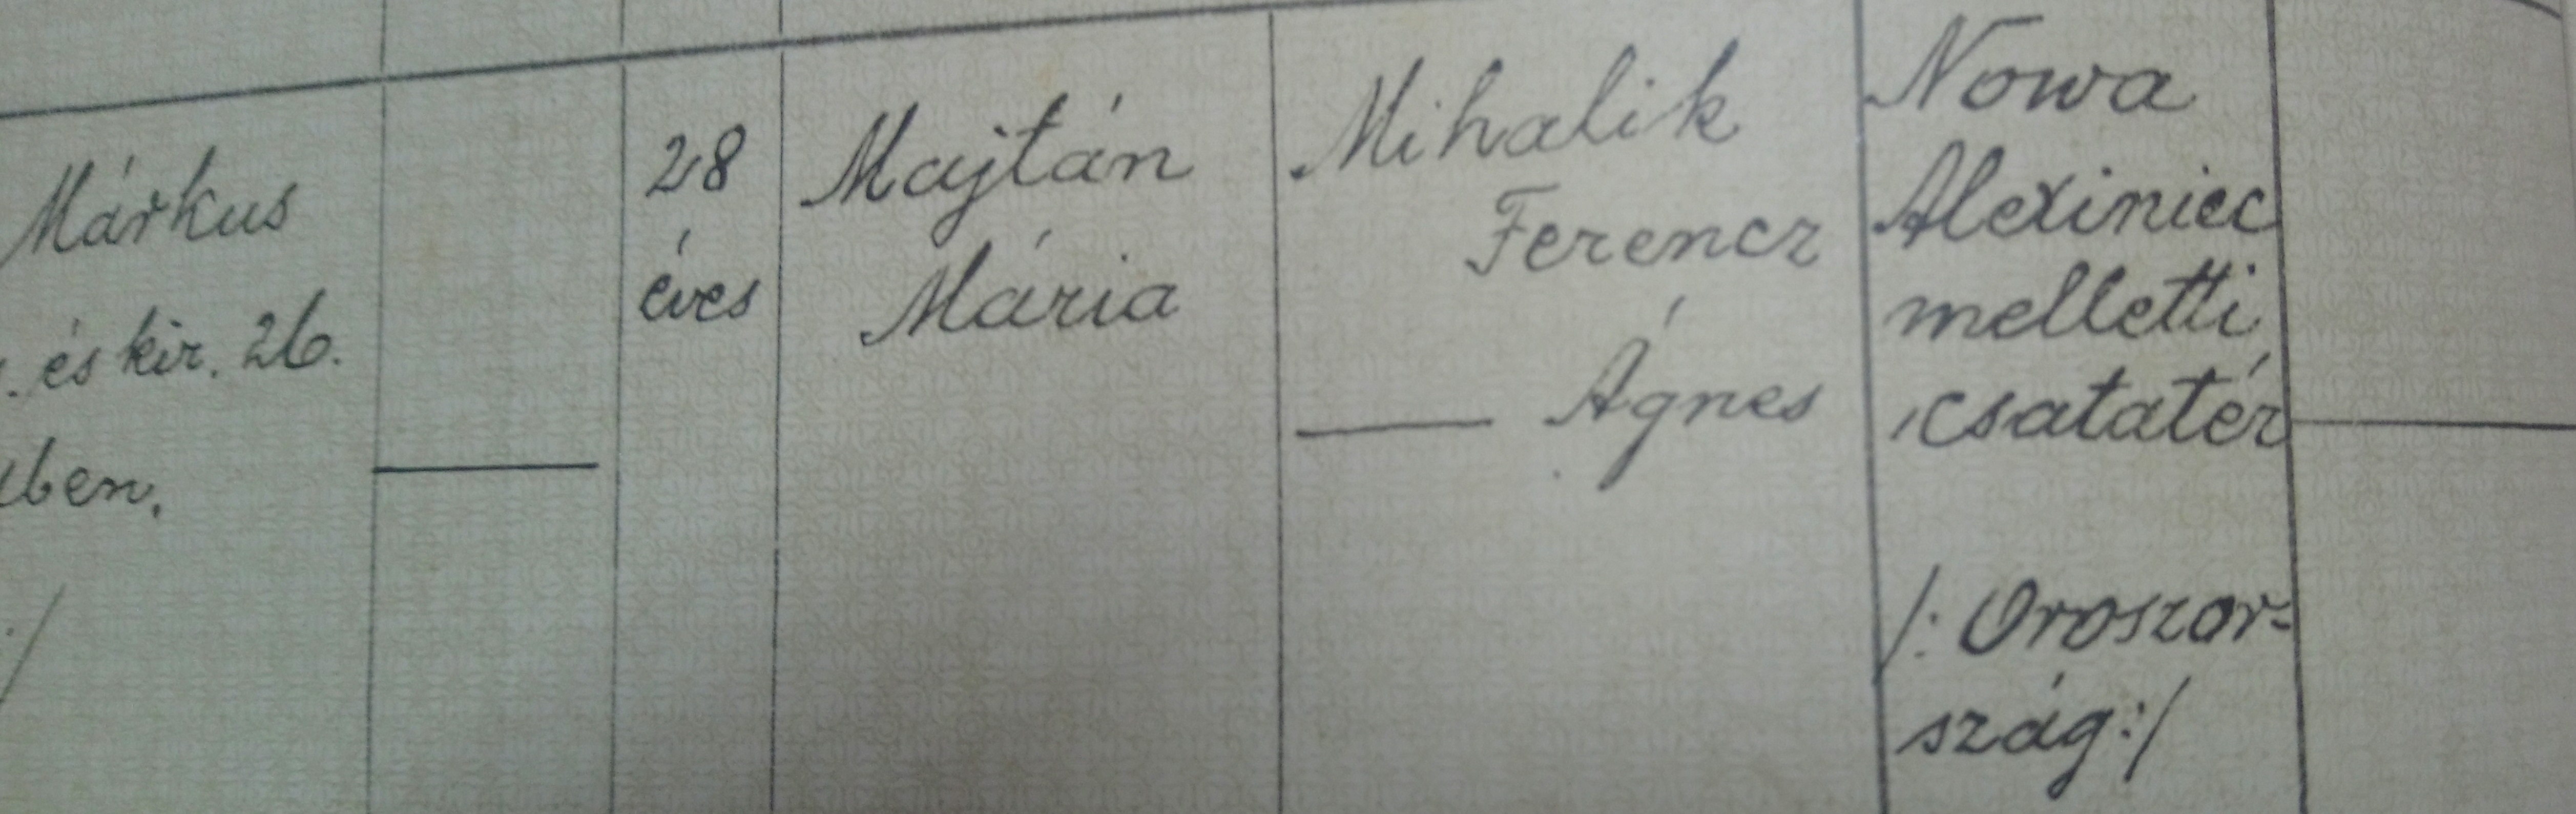 Márkus
és kir. 26.
ben.
28
éves
Majtán
Mária
Mihalik
Ferencz
— Ágnes
Nowa
Alexiniec
melletti
csatatér
/: Oroszor-
szág :/